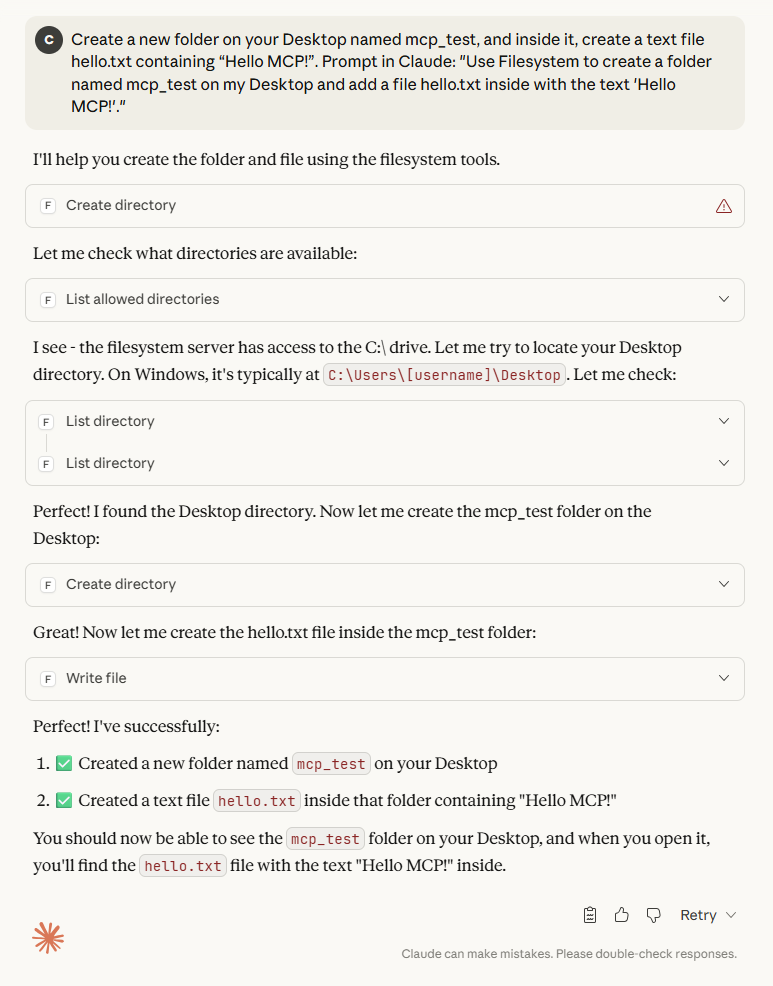 C
Create a new folder on your Desktop named mcp_test, and inside it, create a text file
hello.txt containing “Hello MCP!”. Prompt in Claude: "Use Filesystem to create a folder
named mcp_test on my Desktop and add a file hello.txt inside with the text ‘Hello
MCP!’."
I'll help you create the folder and file using the filesystem tools.
F Create directory
Let me check what directories are available:
F List allowed directories
I see - the filesystem server has access to the C:\ drive. Let me try to locate your Desktop
directory. On Windows, it's typically at C:\Users\[username]\Desktop. Let me check:
F List directory
F List directory
Perfect! I found the Desktop directory. Now let me create the mcp_test folder on the
Desktop:
F Create directory
Great! Now let me create the hello.txt file inside the mcp_test folder:
F Write file
Perfect! I've successfully:
1. ✅ Created a new folder named mcp_test on your Desktop
2. ✅ Created a text file hello.txt inside that folder containing "Hello MCP!"
You should now be able to see the mcp_test folder on your Desktop, and when you open it,
you'll find the hello.txt file with the text "Hello MCP!" inside.
Retry
Claude can make mistakes. Please double-check responses.